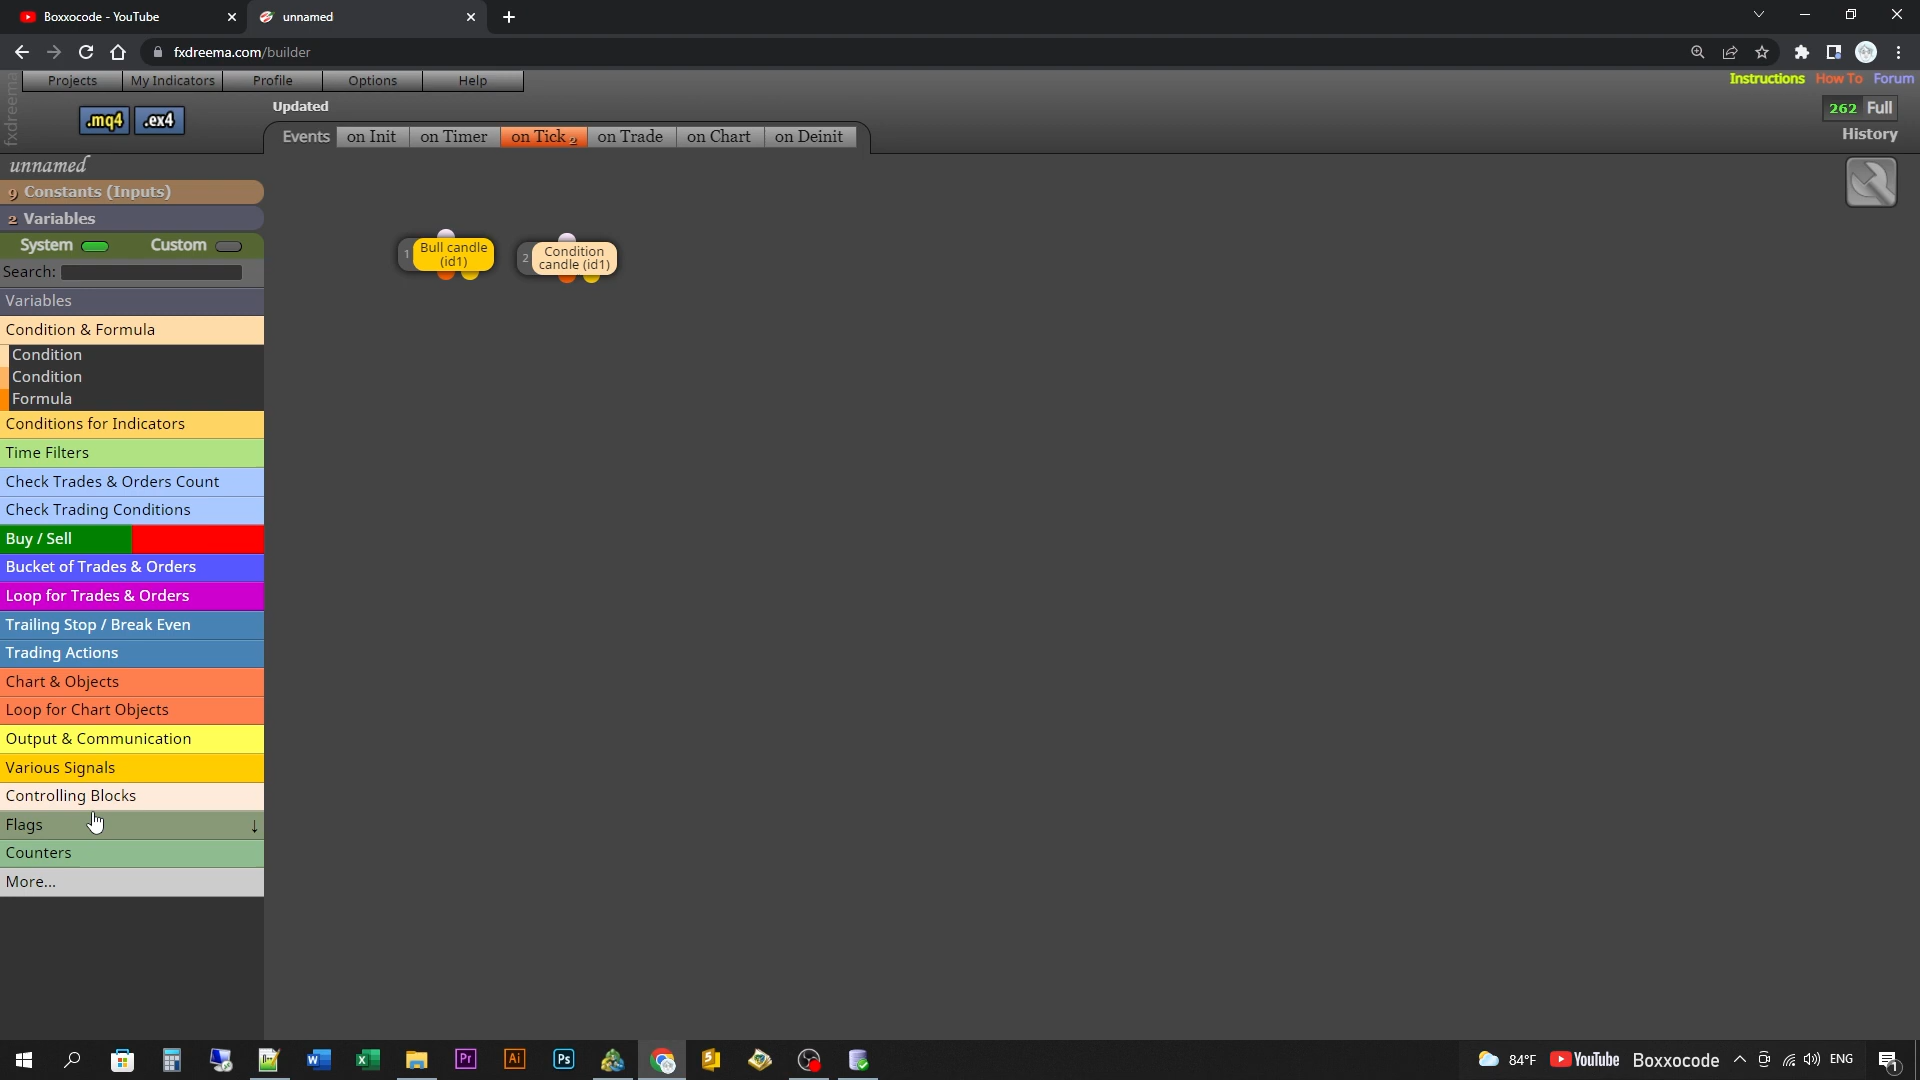 Boxxocode - YouTube
unnamed
fxdreema.com/builder
Projects
My Indicators
Profile
Options
Help
Instructions
How To
Forum
fxdreema
.mq4
.ex4
Updated
262 Full
Events
on Init
on Timer
on Tick 2
on Trade
on Chart
on Deinit
History
unnamed
9 Constants (Inputs)
2 Variables
System
Custom
Search:
Variables
Condition & Formula
Condition
Condition
Formula
Conditions for Indicators
Time Filters
Check Trades & Orders Count
Check Trading Conditions
Buy / Sell
Bucket of Trades & Orders
Loop for Trades & Orders
Trailing Stop / Break Even
Trading Actions
Chart & Objects
Loop for Chart Objects
Output & Communication
Various Signals
Controlling Blocks
Flags ↓
Counters
More...
1
Bull candle
(id1)
2
Condition
candle (id1)
84°F
YouTube
Boxxocode
ENG
1